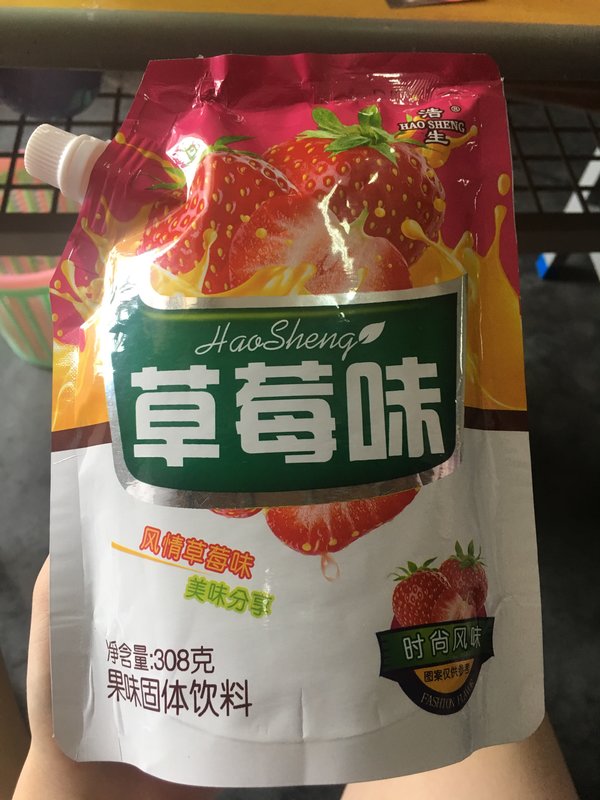 浩®
HAO SHENG
生
HaoSheng
草莓味
风情草莓味
美味分享
净含量:308克
果味固体饮料
时尚风味
图案仅供参考
FASHION FLAVOR